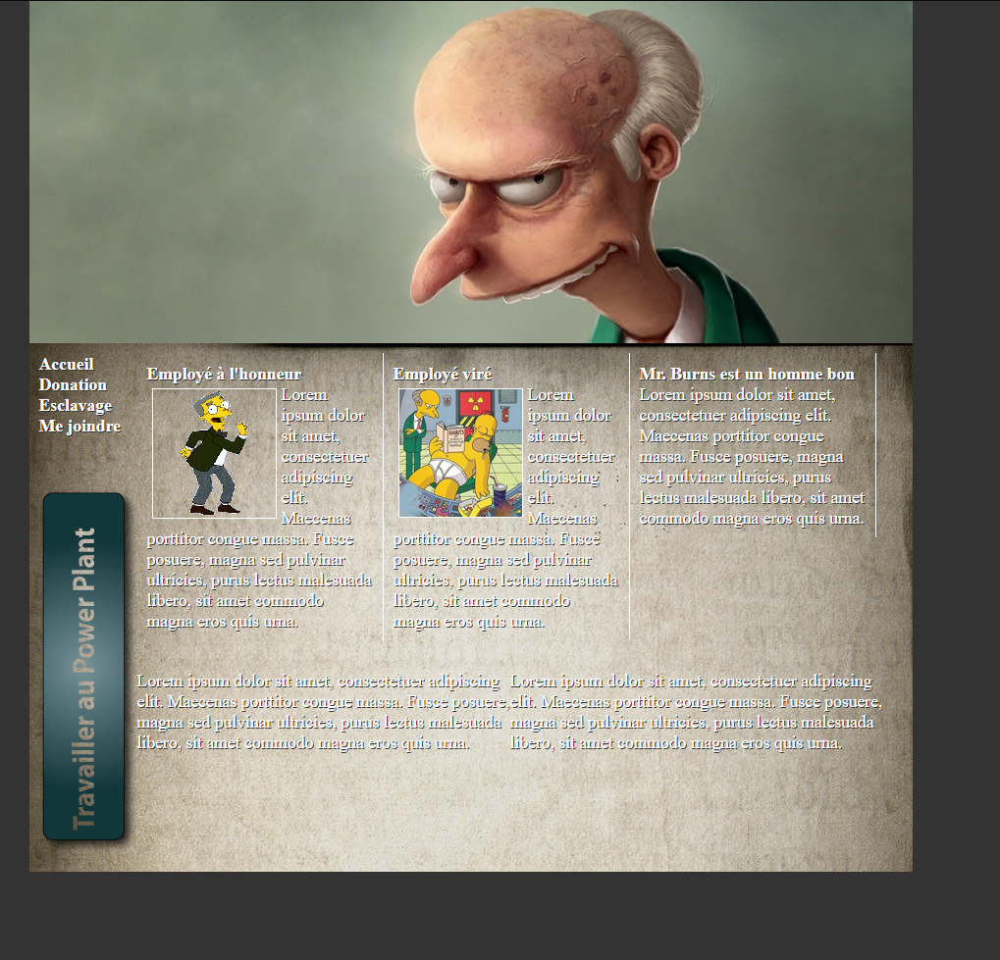 Accueil
Donation
Esclavage
Me joindre
Travailler au Power Plant
Employé à l'honneur
Lorem
ipsum dolor
sit amet,
consectetuer
adipiscing
elit.
Maecenas
porttitor congue massa. Fusce
posuere, magna sed pulvinar
ultricies, purus lectus malesuada
libero, sit amet commodo
magna eros quis urna.
Employé viré
HABITS
Lorem
ipsum dolor
sit amet,
consectetuer
adipiscing
elit.
Maecenas
porttitor congue massa. Fusce
posuere, magna sed pulvinar
ultricies, purus lectus malesuada
libero, sit amet commodo
magna eros quis urna.
Mr. Burns est un homme bon
Lorem ipsum dolor sit amet,
consectetuer adipiscing elit.
Maecenas porttitor congue
massa. Fusce posuere, magna
sed pulvinar ultricies, purus
lectus malesuada libero, sit amet
commodo magna eros quis urna.
Lorem ipsum dolor sit amet, consectetuer adipiscing
elit. Maecenas porttitor congue massa. Fusce posuere,
magna sed pulvinar ultricies, purus lectus malesuada
libero, sit amet commodo magna eros quis urna.
Lorem ipsum dolor sit amet, consectetuer adipiscing
elit. Maecenas porttitor congue massa. Fusce posuere,
magna sed pulvinar ultricies, purus lectus malesuada
libero, sit amet commodo magna eros quis urna.